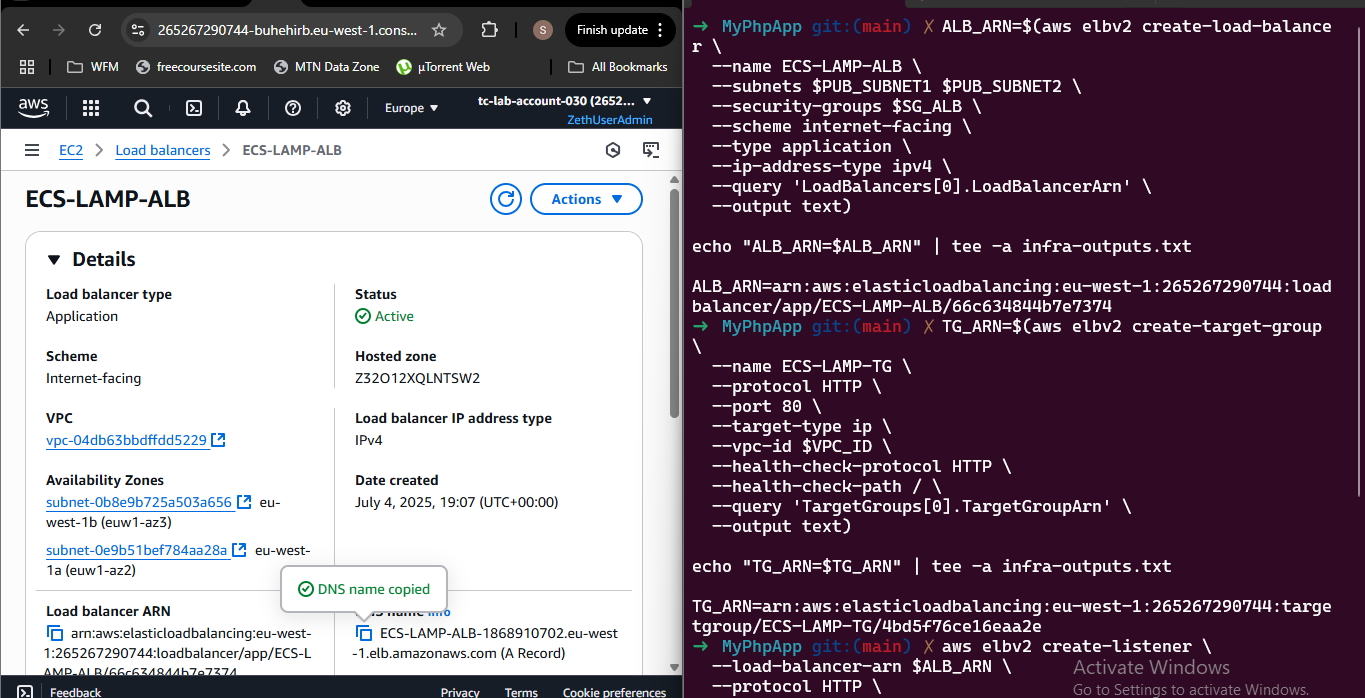 265267290744-buhehirb.eu-west-1.cons...
S
Finish update
WFM
freecoursesite.com
MTN Data Zone
µTorrent Web
All Bookmarks
aws
Europe
tc-lab-account-030 (2652...
ZethUserAdmin
EC2
Load balancers
ECS-LAMP-ALB
ECS-LAMP-ALB
Actions
Details
Load balancer type
Application
Status
Active
Scheme
Internet-facing
Hosted zone
Z32O12XQLNTSW2
VPC
vpc-04db63bbdffdd5229
Load balancer IP address type
IPv4
Availability Zones
subnet-0b8e9b725a503a656 eu-
west-1b (euw1-az3)
subnet-0e9b51bef784aa28a eu-west-
1a (euw1-az2)
Date created
July 4, 2025, 19:07 (UTC+00:00)
DNS name copied
Load balancer ARN
arn:aws:elasticloadbalancing:eu-west-
1:265267290744:loadbalancer/app/ECS-L
AMP-ALB/66c634844b7e7374
name Info
ECS-LAMP-ALB-1868910702.eu-west
-1.elb.amazonaws.com (A Record)
Feedback
Privacy
Terms
Cookie preferences
→ MyPhpApp git:(main) ✗ ALB_ARN=$(aws elbv2 create-load-balance
r \
--name ECS-LAMP-ALB \
--subnets $PUB_SUBNET1 $PUB_SUBNET2 \
--security-groups $SG_ALB \
--scheme internet-facing \
--type application \
--ip-address-type ipv4 \
--query 'LoadBalancers[0].LoadBalancerArn' \
--output text)
echo "ALB_ARN=$ALB_ARN" | tee -a infra-outputs.txt
ALB_ARN=arn:aws:elasticloadbalancing:eu-west-1:265267290744:load
balancer/app/ECS-LAMP-ALB/66c634844b7e7374
→ MyPhpApp git:(main) ✗ TG_ARN=$(aws elbv2 create-target-group
\
--name ECS-LAMP-TG \
--protocol HTTP \
--port 80 \
--target-type ip \
--vpc-id $VPC_ID \
--health-check-protocol HTTP \
--health-check-path / \
--query 'TargetGroups[0].TargetGroupArn' \
--output text)
echo "TG_ARN=$TG_ARN" | tee -a infra-outputs.txt
TG_ARN=arn:aws:elasticloadbalancing:eu-west-1:265267290744:targe
tgroup/ECS-LAMP-TG/4bd5f76ce16eaa2e
→ MyPhpApp git:(main) ✗ aws elbv2 create-listener \
--load-balancer-arn $ALB_ARN \
--protocol HTTP \
Activate Windows
Go to Settings to activate Windows.